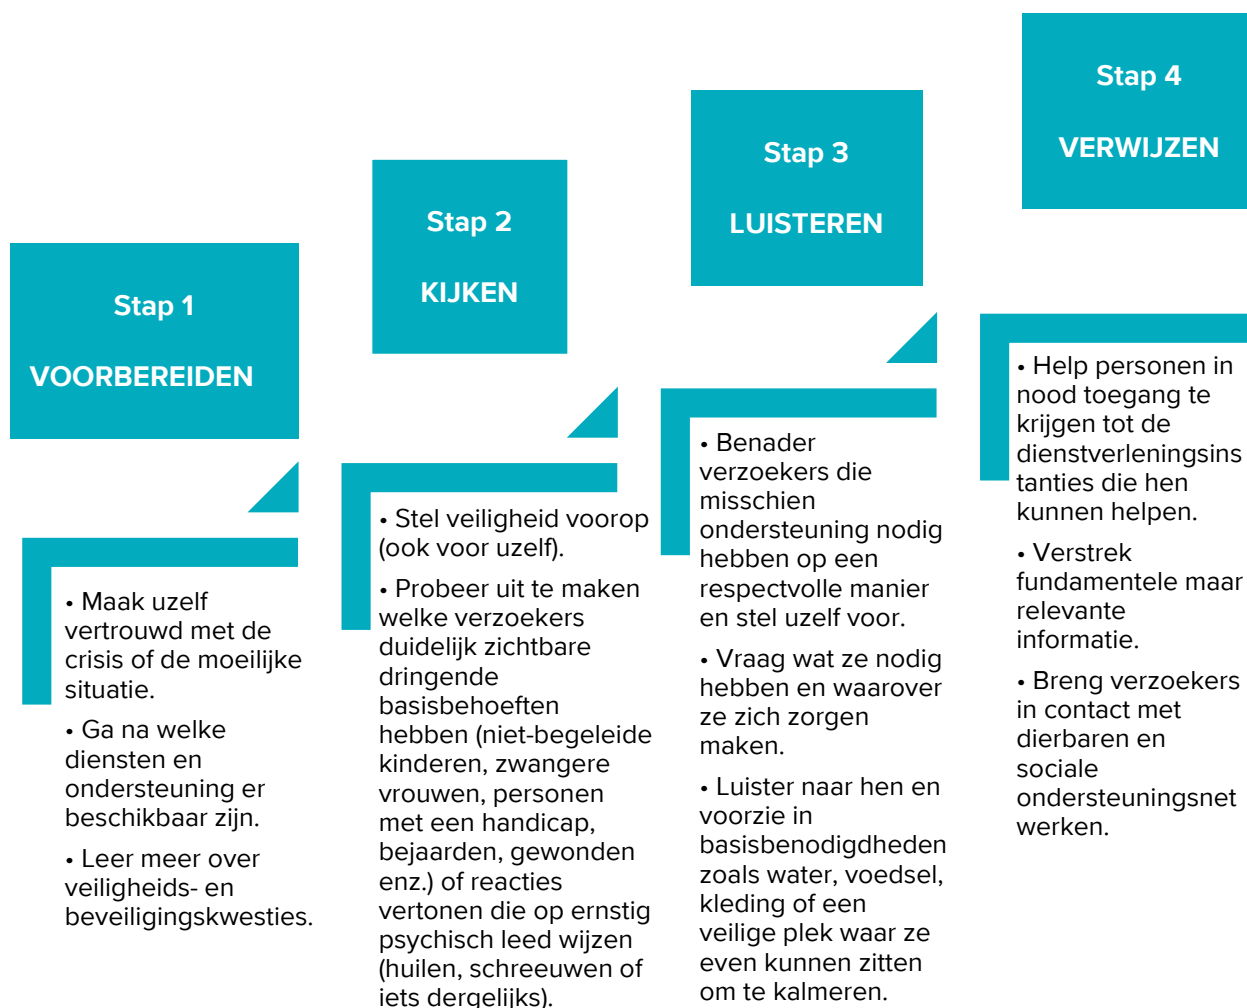 Stap 1
VOORBEREIDEN
• Maak uzelf
vertrouwd met de
crisis of de moeilijke
situatie.
• Ga na welke
diensten en
ondersteuning er
beschikbaar zijn.
• Leer meer over
veiligheids- en
beveiligingskwesties.
Stap 2
KIJKEN
• Stel veiligheid voorop
(ook voor uzelf).
• Probeer uit te maken
welke verzoekers
duidelijk zichtbare
dringende
basisbehoeften
hebben (niet-begeleide
kinderen, zwangere
vrouwen, personen
met een handicap,
bejaarden, gewonden
enz.) of reacties
vertonen die op ernstig
psychisch leed wijzen
(huilen, schreeuwen of
iets dergelijks).
Stap 3
LUISTEREN
• Benader
verzoekers die
misschien
ondersteuning nodig
hebben op een
respectvolle manier
en stel uzelf voor.
• Vraag wat ze nodig
hebben en waarover
ze zich zorgen
maken.
• Luister naar hen en
voorzie in
basisbenodigdheden
zoals water, voedsel,
kleding of een
veilige plek waar ze
even kunnen zitten
om te kalmeren.
Stap 4
VERWIJZEN
• Help personen in
nood toegang te
krijgen tot de
dienstverleningsins
tanties die hen
kunnen helpen.
• Verstrek
fundamentele maar
relevante
informatie.
• Breng verzoekers
in contact met
dierbaren en
sociale
ondersteuningsnet
werken.